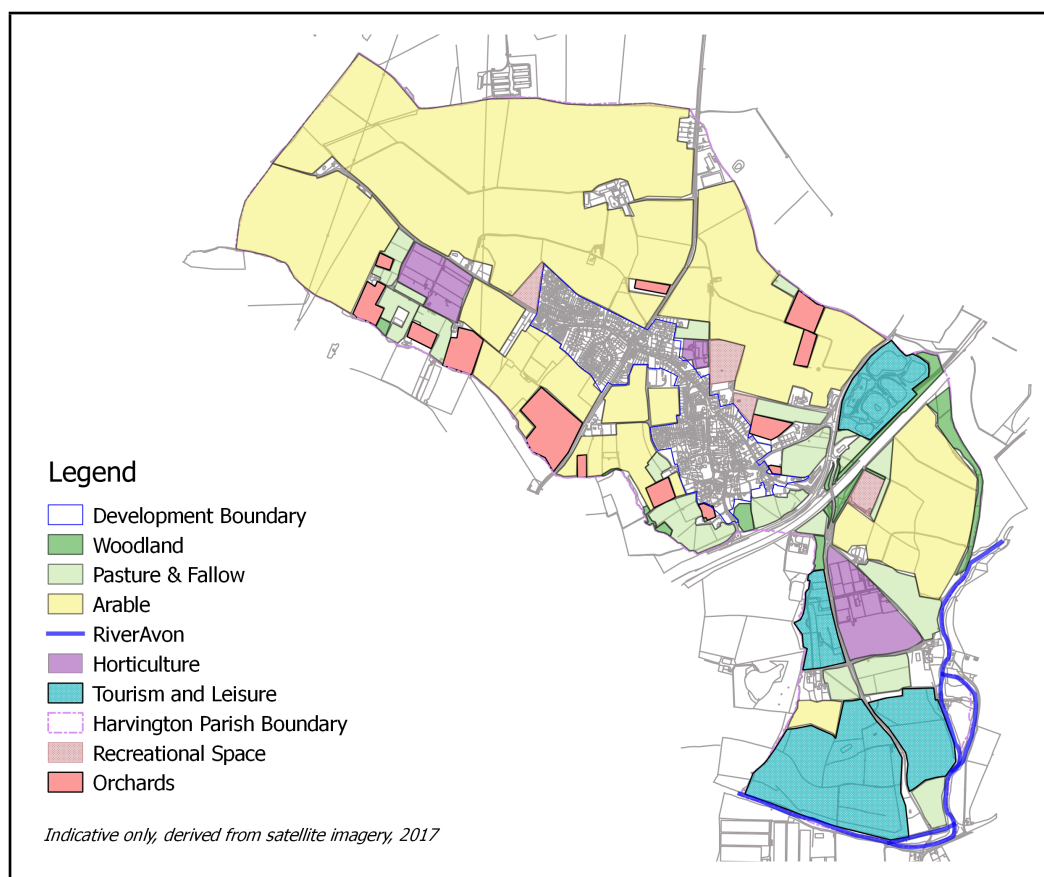 Legend
Development Boundary
Woodland
Pasture & Fallow
Arable
RiverAvon
Horticulture
Tourism and Leisure
Harvington Parish Boundary
Recreational Space
Orchards
Indicative only, derived from satellite imagery, 2017